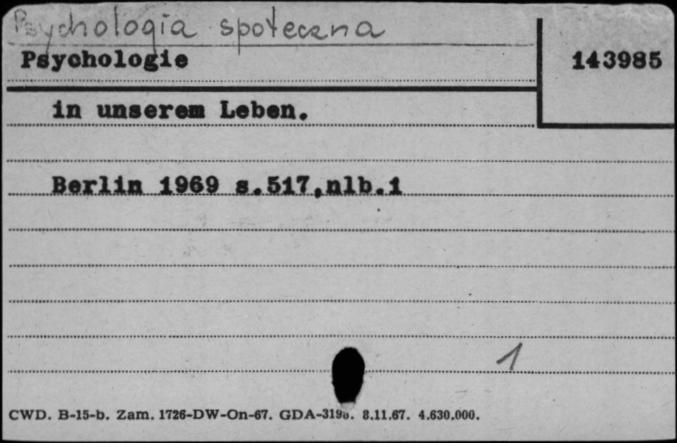 Psychologia społeczna
Psychologie
143985
in unserem Leben.
Berlin 1969 s.517,nlb.1
1
CWD. B-15-b. Zam. 1726-DW-On-67. GDA-3198. 8.11.67. 4.630.000.